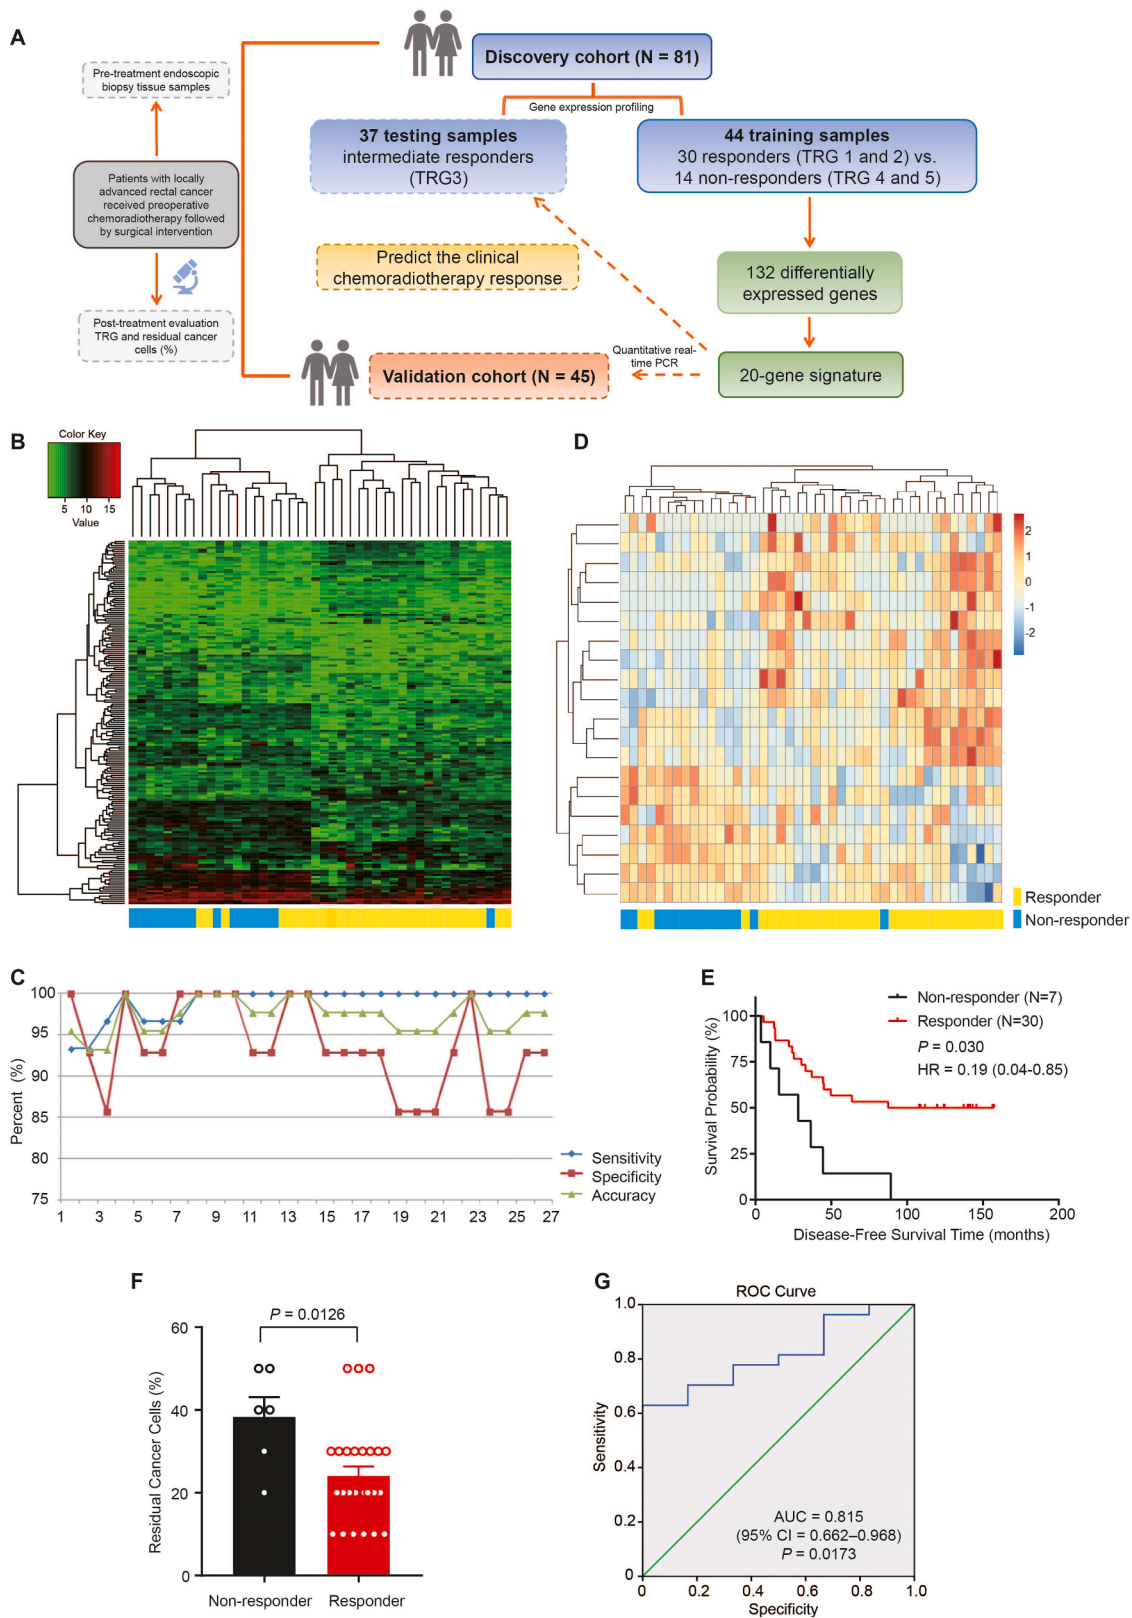 A
Pre-treatment endoscopic
biopsy tissue samples
Patients with locally
advanced rectal cancer
received preoperative
chemoradiotherapy followed
by surgical intervention
Post-treatment evaluation
TRG and residual cancer
cells (%)
Discovery cohort (N = 81)
Gene expression profiling
37 testing samples
intermediate responders
(TRG3)
44 training samples
30 responders (TRG 1 and 2) vs.
14 non-responders (TRG 4 and 5)
Predict the clinical
chemoradiotherapy response
132 differentially
expressed genes
Quantitative real-
time PCR
Validation cohort (N = 45)
20-gene signature
B
Color Key
5 10 15
Value
D
2
1
0
-1
-2
Responder
Non-responder
C
100
95
90
85
80
75
Percent (%)
1 3 5 7 9 11 13 15 17 19 21 23 25 27
Sensitivity
Specificity
Accuracy
E
Non-responder (N=7)
Responder (N=30)
P = 0.030
HR = 0.19 (0.04-0.85)
100
75
50
25
0
Survival Probability (%)
0 50 100 150 200
Disease-Free Survival Time (months)
F
P = 0.0126
60
40
20
0
Residual Cancer Cells (%)
Non-responder Responder
G
ROC Curve
1.0
0.8
0.6
0.4
0.2
0
Sensitivity
AUC = 0.815
(95% CI = 0.662–0.968)
P = 0.0173
0 0.2 0.4 0.6 0.8 1.0
Specificity